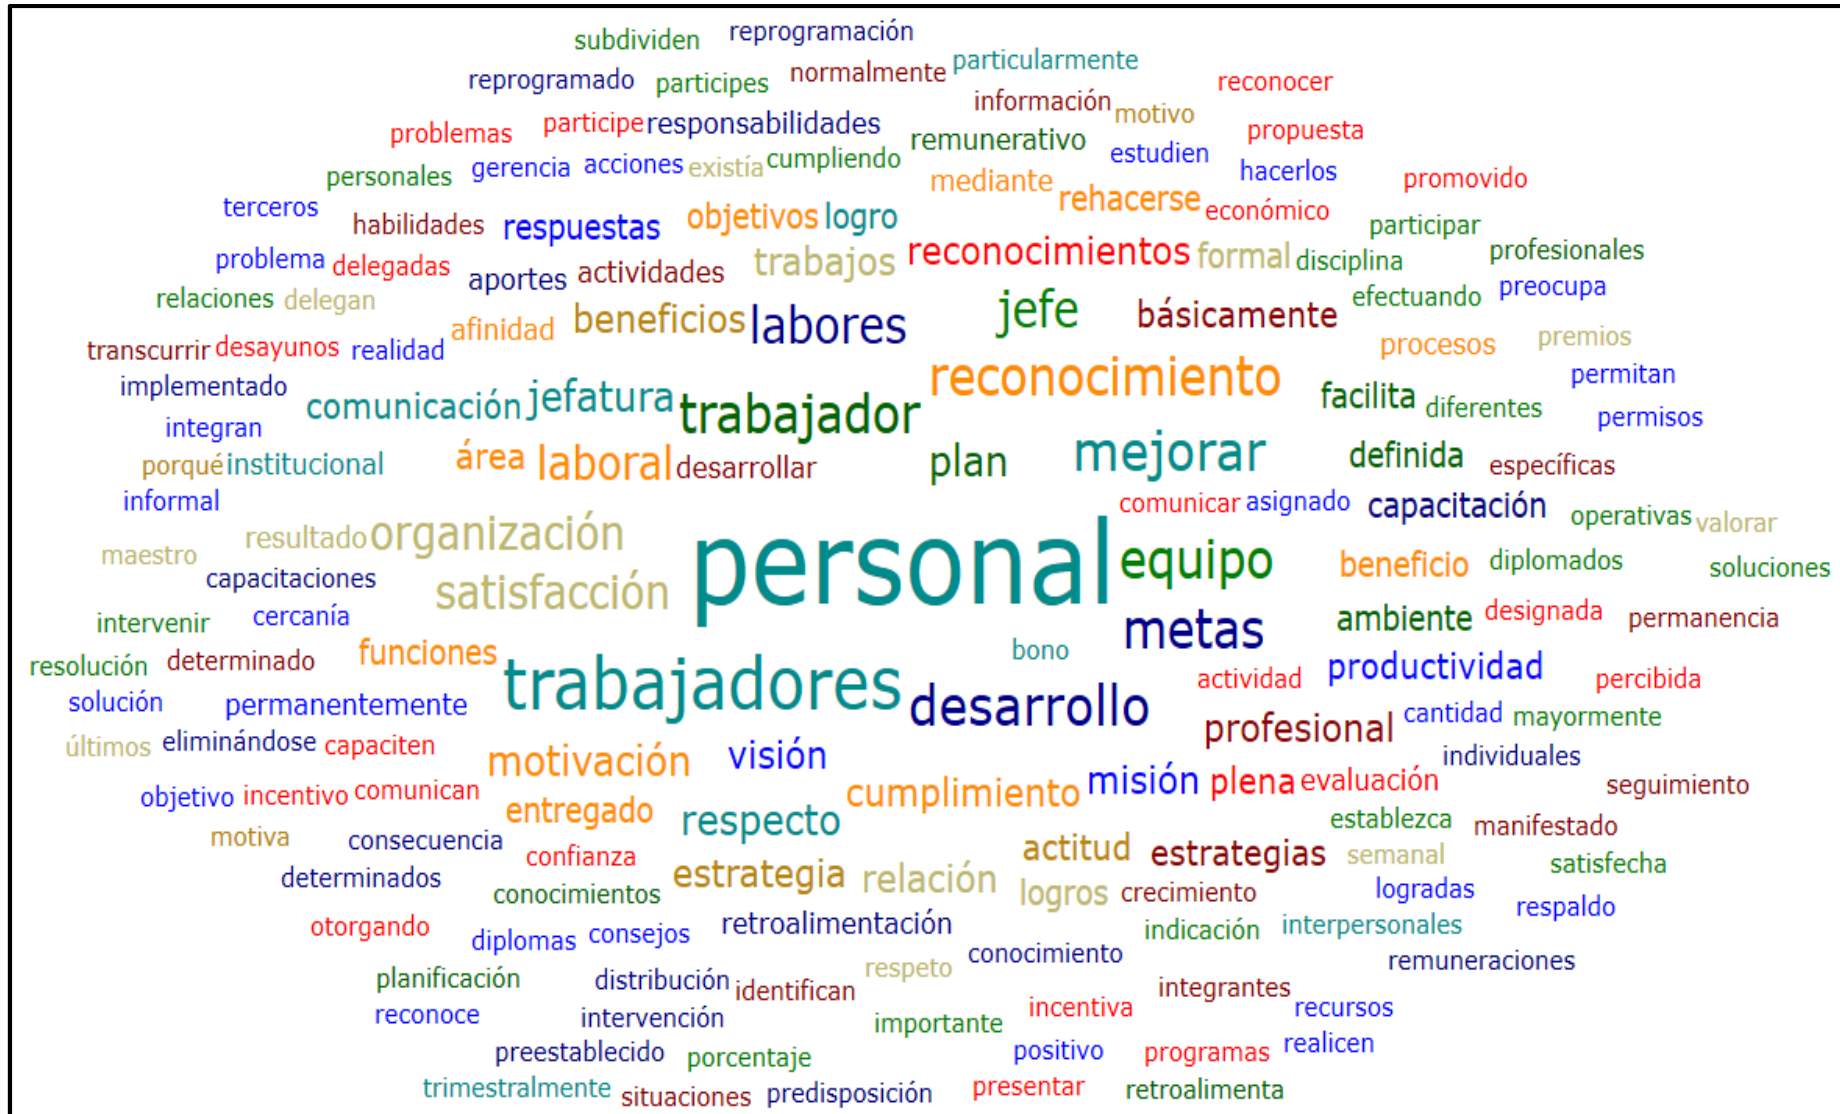 subdividen reprogramación
reprogramado participes normalmente particularmente reconocer
información motivo
problemas participe responsabilidades remunerativo propuesta
personales gerencia acciones existía cumpliendo mediante estudien hacerlos promovido
terceros habilidades respuestas objetivos logro rehacerse económico participar
problema delegadas aportes actividades trabajos reconocimientos formal disciplina profesionales
relaciones delegan afinidad beneficios labores jefe básicamente efectuando preocupa
transcurrir desayunos realidad procesos premios
implementado comunicación jefatura trabajador reconocimiento facilita diferentes permitan
integran permisos
porqué institucional área laboral desarrollar plan mejorar definida específicas
informal comunicar asignado capacitación operativas valorar
maestro resultado organización
capacitaciones satisfacción personal equipo beneficio diplomados soluciones
intervenir cercanía metas ambiente designada permanencia
resolución determinado funciones trabajadores bono productividad percibida
solución permanentemente desarrollo actividad profesional cantidad mayormente
últimos eliminándose capaciten motivación visión individuales
objetivo incentivo comunican entregado cumplimiento misión plena evaluación seguimiento
motiva consecuencia respecto establezca manifestado
confianza actitud estrategias semanal satisfecha
determinados conocimientos estrategia relación logros crecimiento logradas respaldo
otorgando diplomas consejos retroalimentación indicación interpersonales
conocimiento remuneraciones
planificación distribución identifican respeto integrantes
reconoce intervención importante incentiva recursos
preestablecido porcentaje positivo programas realicen
trimestralmente situaciones predisposición presentar retroalimenta